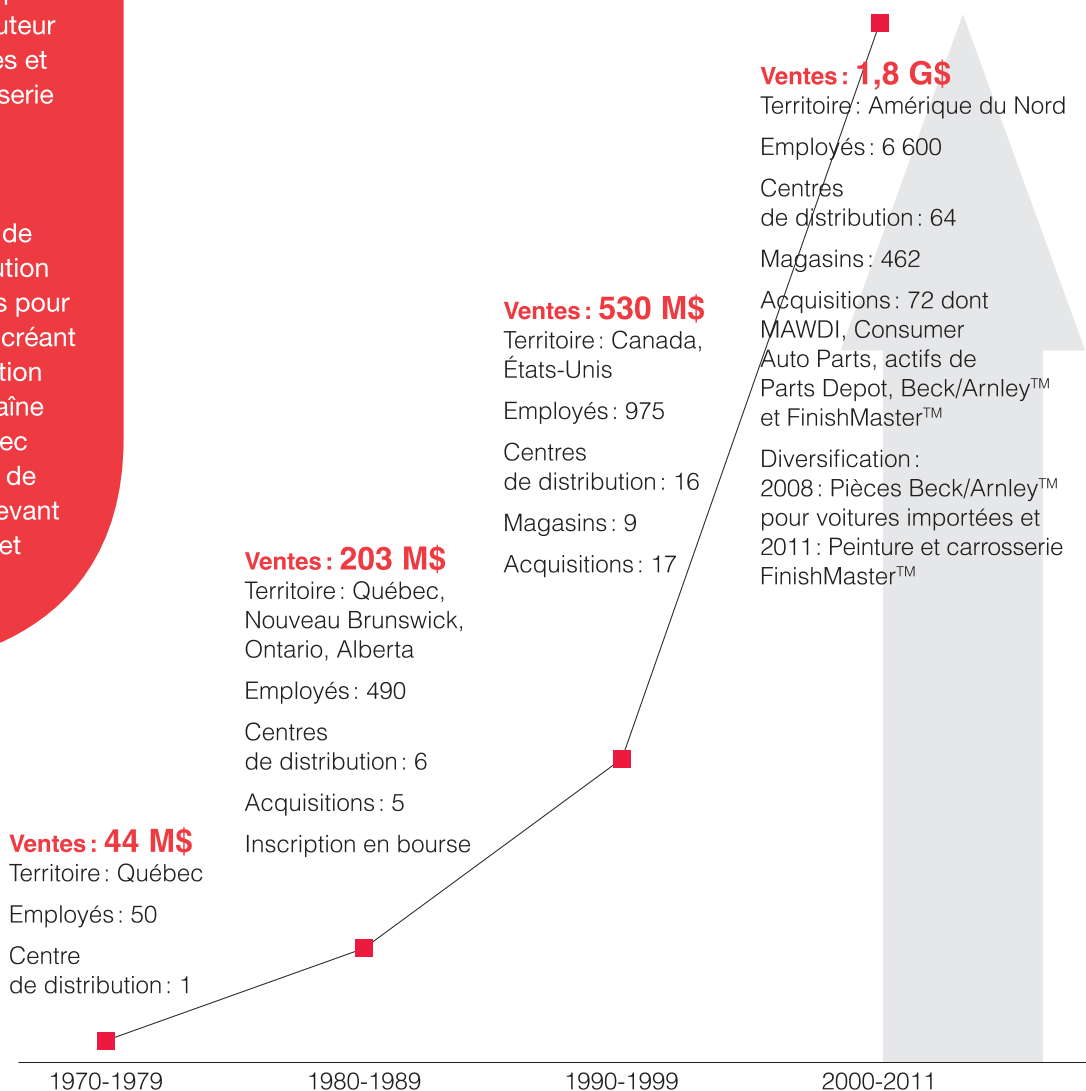 uteur
es et
serie
de
ution
s pour
créant
tion
aîne
ec
de
evant
et
Ventes : 44 M$
Territoire : Québec
Employés : 50
Centre
de distribution : 1
Ventes : 203 M$
Territoire : Québec,
Nouveau Brunswick,
Ontario, Alberta
Employés : 490
Centres
de distribution : 6
Acquisitions : 5
Inscription en bourse
Ventes : 530 M$
Territoire : Canada,
États-Unis
Employés : 975
Centres
de distribution : 16
Magasins : 9
Acquisitions : 17
Ventes : 1,8 G$
Territoire : Amérique du Nord
Employés : 6 600
Centres
de distribution : 64
Magasins : 462
Acquisitions : 72 dont
MAWDI, Consumer
Auto Parts, actifs de
Parts Depot, Beck/Arnley™
et FinishMaster™
Diversification :
2008 : Pièces Beck/Arnley™
pour voitures importées et
2011 : Peinture et carrosserie
FinishMaster™
1970-1979
1980-1989
1990-1999
2000-2011